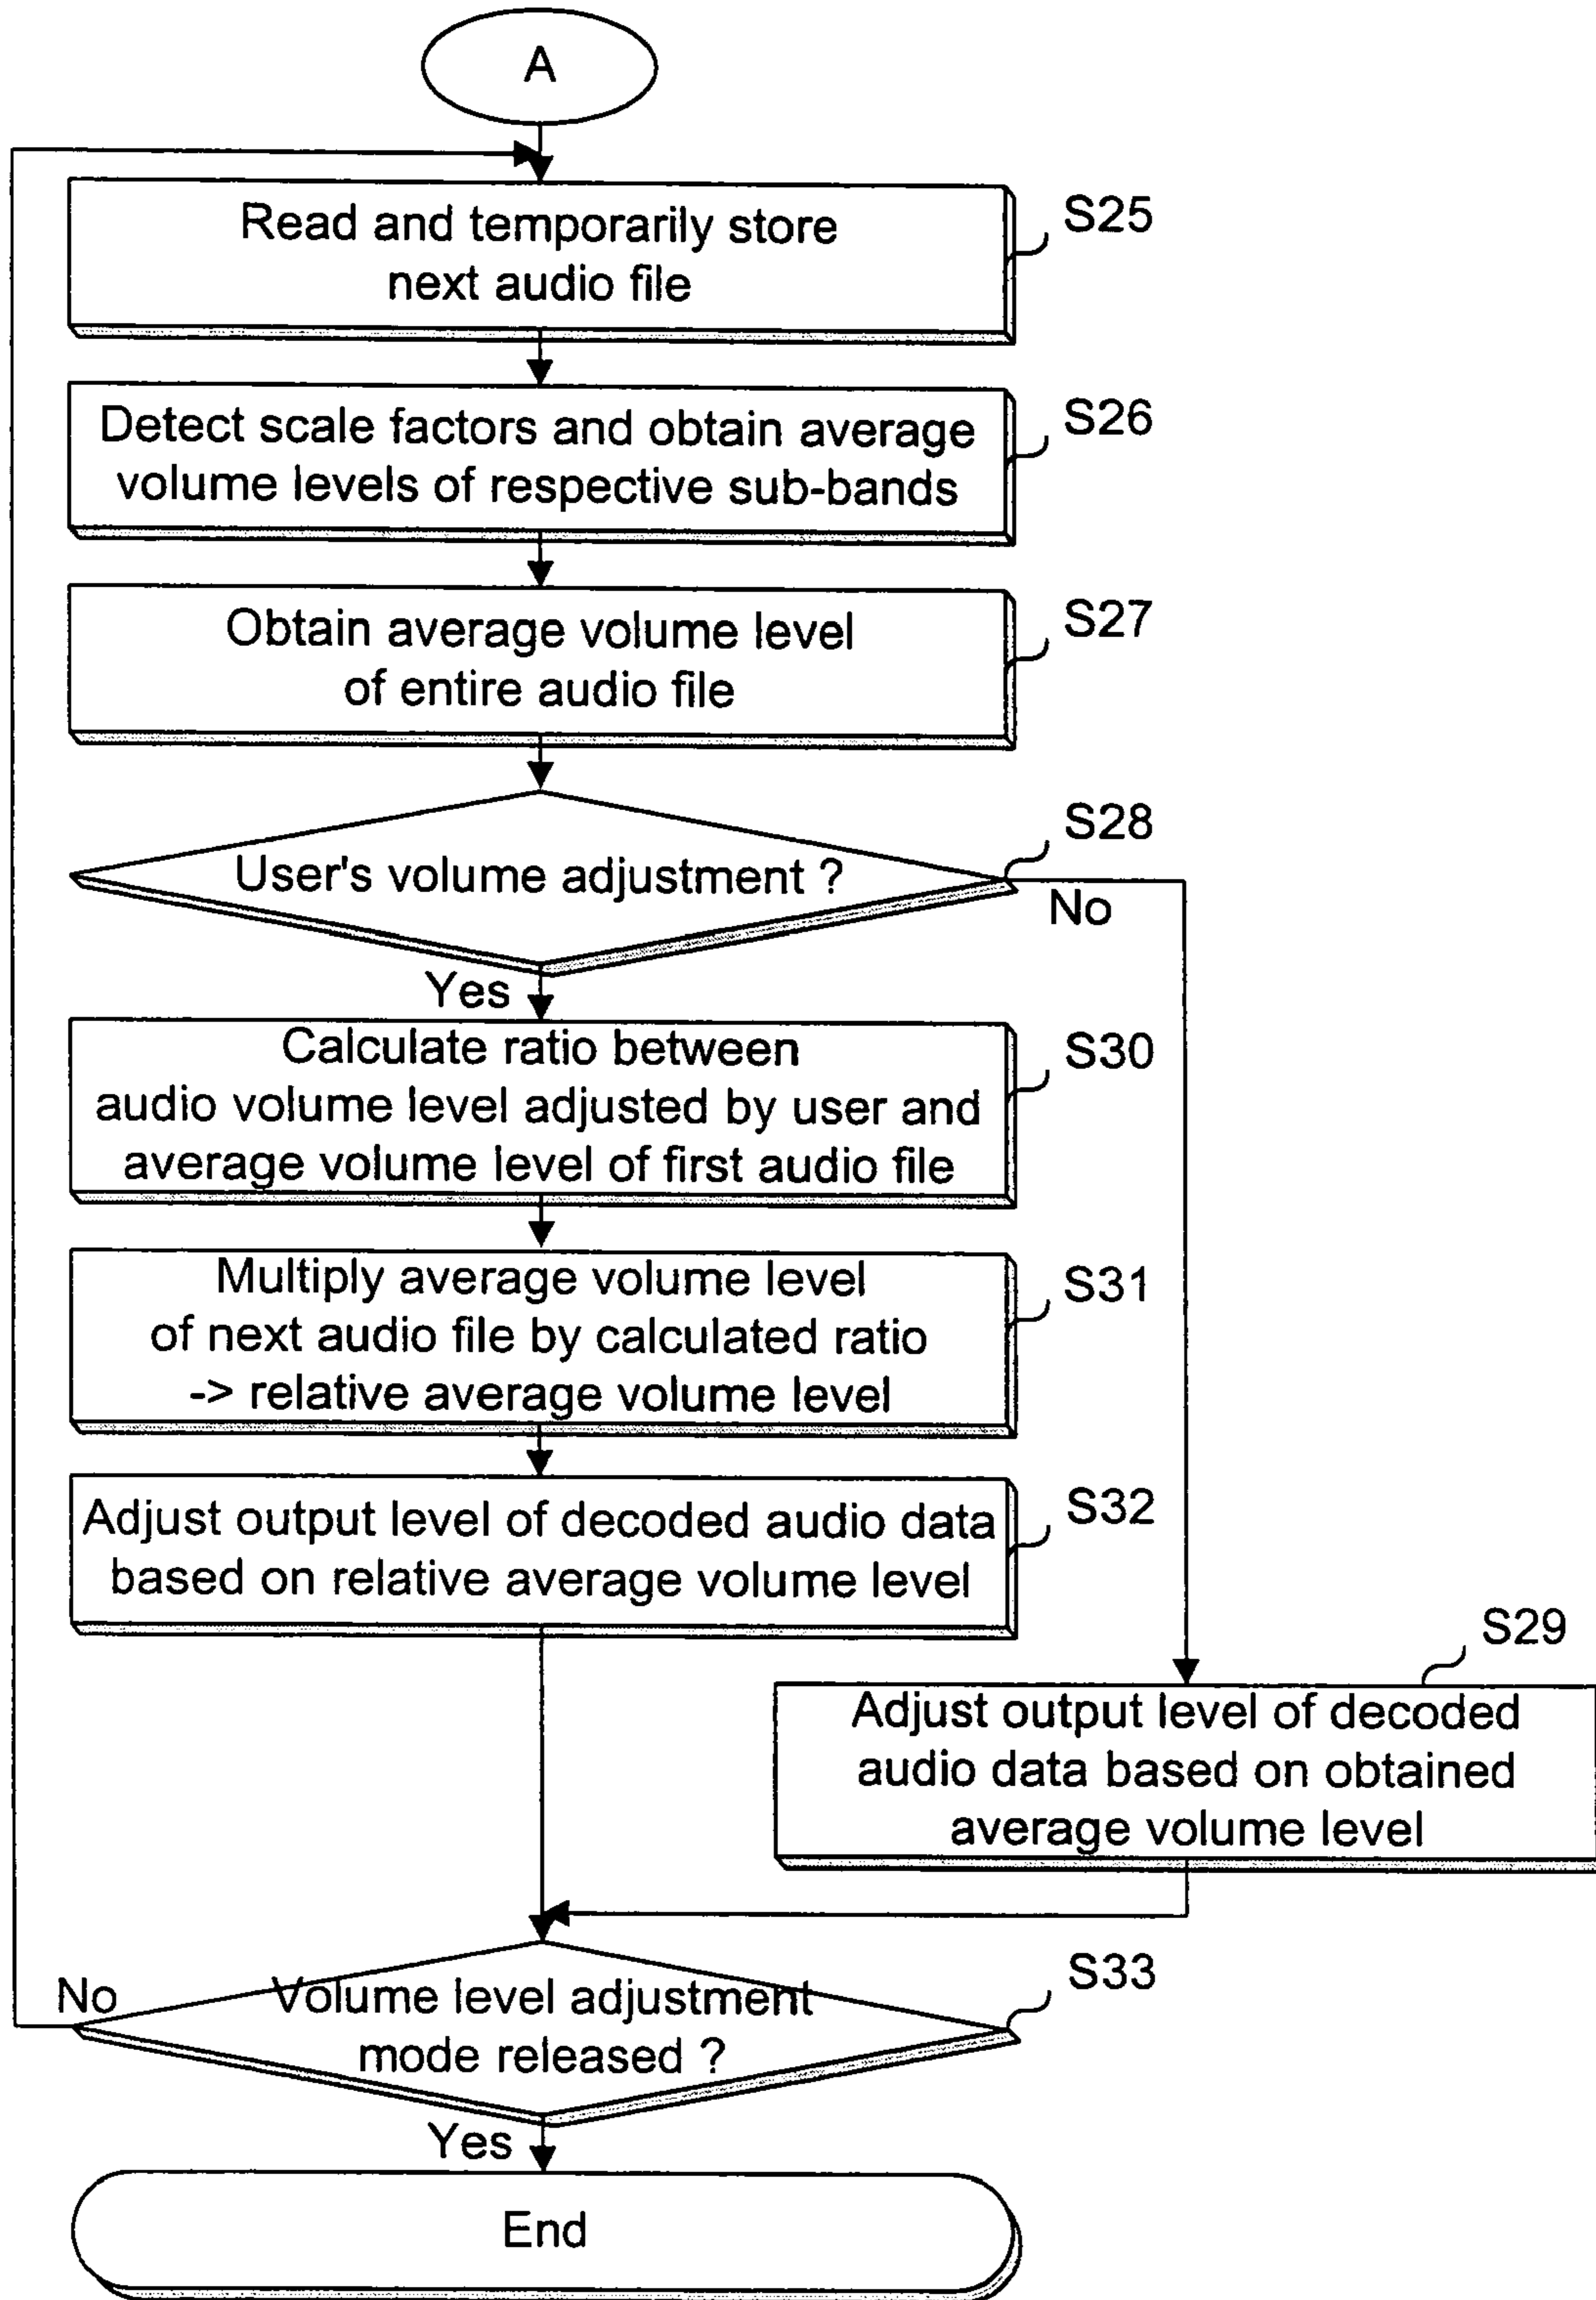 A
Read and temporarily store
next audio file
S25
Detect scale factors and obtain average
volume levels of respective sub-bands
S26
Obtain average volume level
of entire audio file
S27
User's volume adjustment ?
S28
No
Yes
Calculate ratio between
audio volume level adjusted by user and
average volume level of first audio file
S30
Multiply average volume level
of next audio file by calculated ratio
-> relative average volume level
S31
Adjust output level of decoded audio data
based on relative average volume level
S32
S29
Adjust output level of decoded
audio data based on obtained
average volume level
No
Volume level adjustment
mode released ?
S33
Yes
End